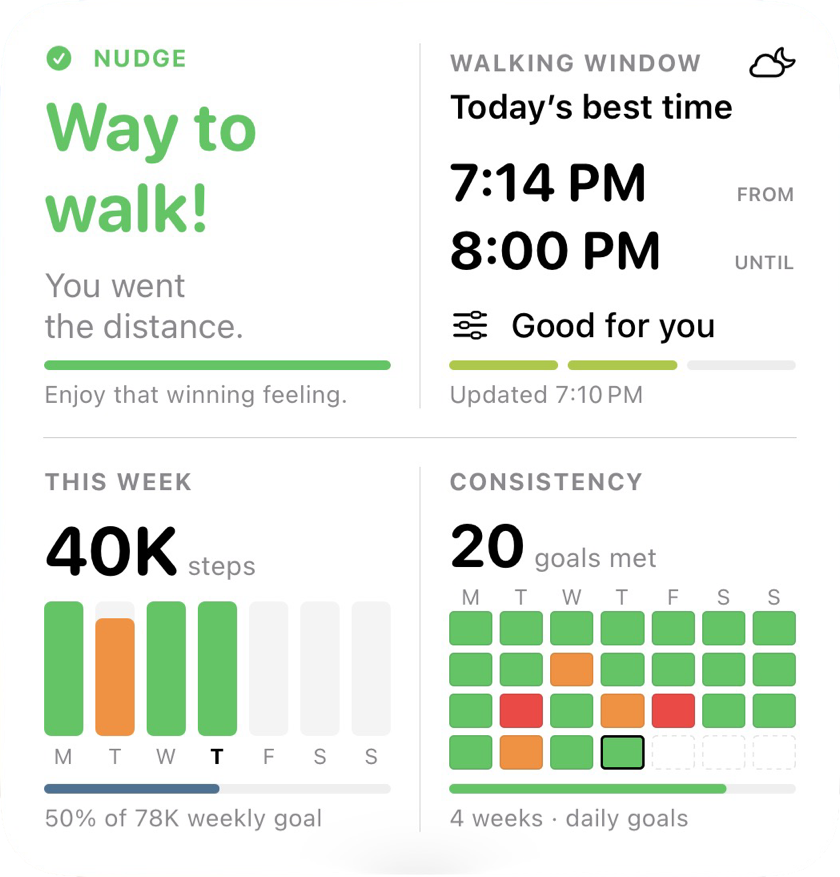 NUDGE
Way to
walk!
You went
the distance.
Enjoy that winning feeling.
WALKING WINDOW
Today’s best time
7:14 PM FROM
8:00 PM UNTIL
Good for you
Updated 7:10 PM
THIS WEEK
40K steps
M T W T F S S
50% of 78K weekly goal
CONSISTENCY
20 goals met
M T W T F S S
4 weeks · daily goals